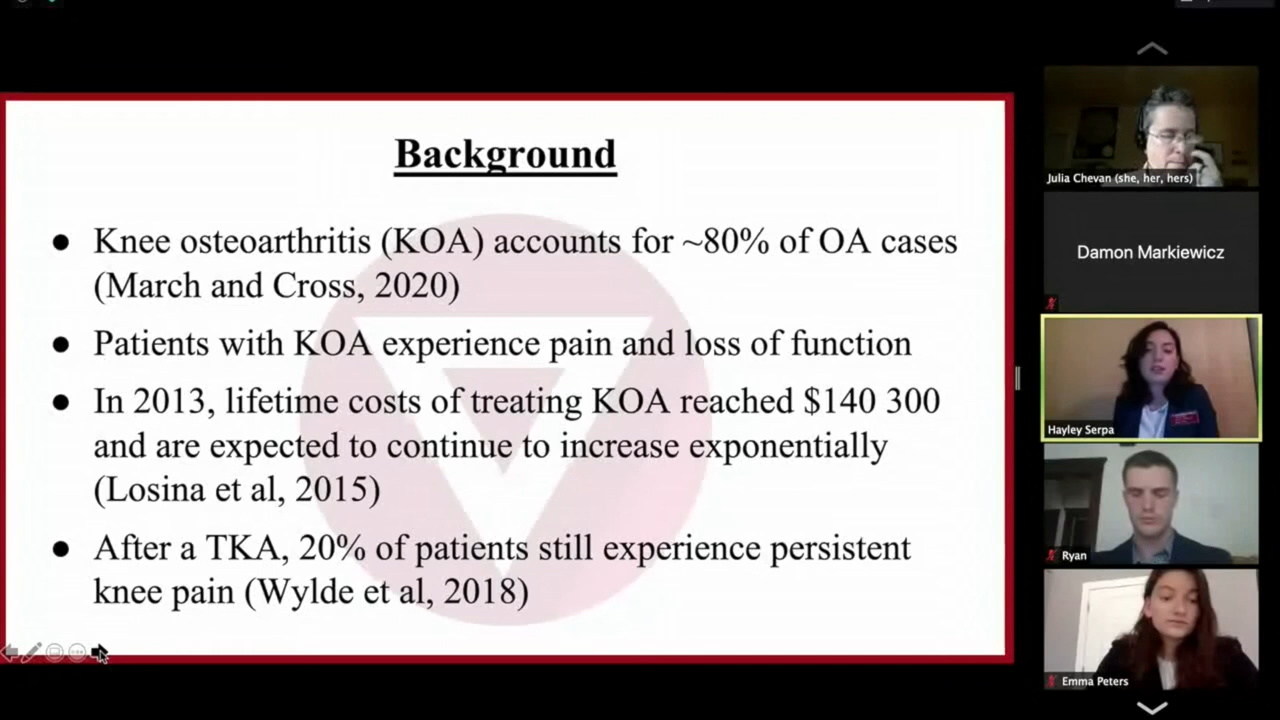 Background
● Knee osteoarthritis (KOA) accounts for ~80% of OA cases
(March and Cross, 2020)
● Patients with KOA experience pain and loss of function
● In 2013, lifetime costs of treating KOA reached $140 300
and are expected to continue to increase exponentially
(Losina et al, 2015)
● After a TKA, 20% of patients still experience persistent
knee pain (Wylde et al, 2018)
Julia Chevan (she, her, hers)
Damon Markiewicz
Hayley Serpa
Ryan
Emma Peters